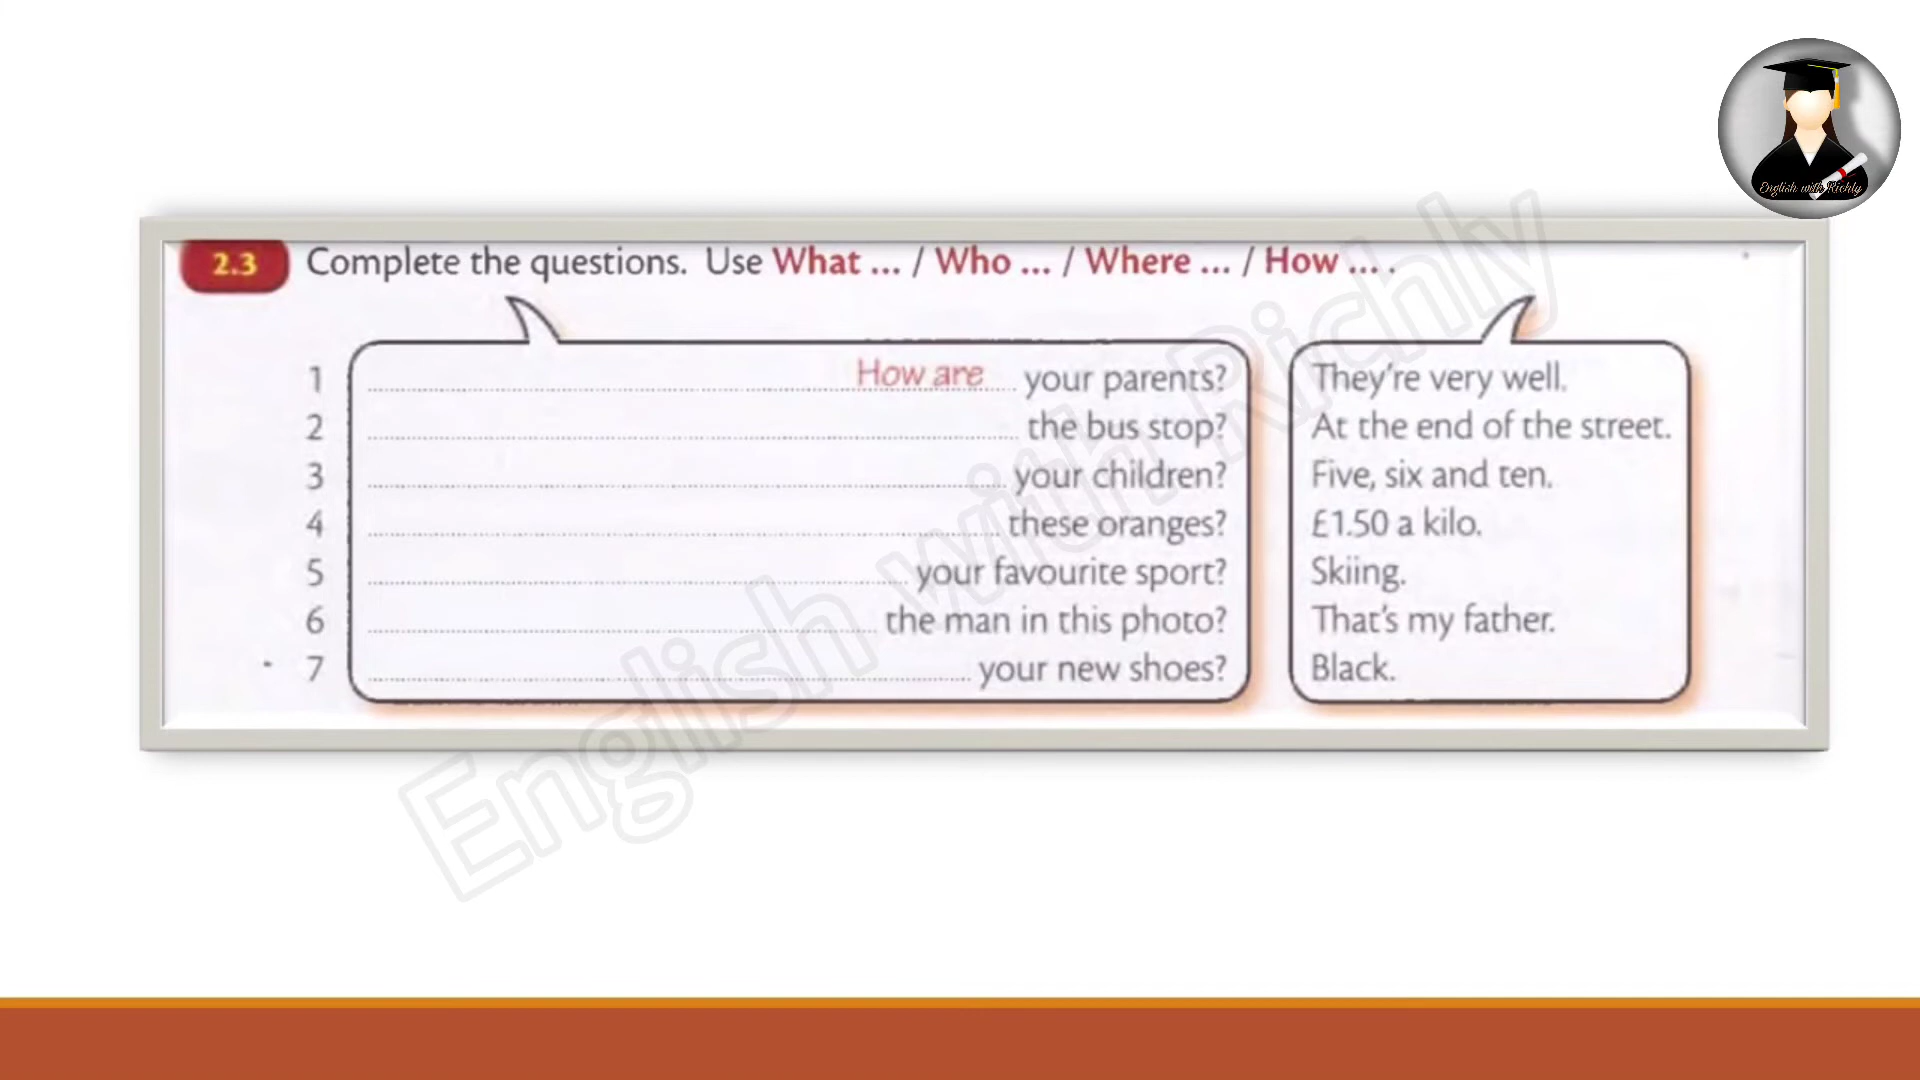 English with Richly
2.3 Complete the questions. Use What ... / Who ... / Where ... / How ... .
1 How are your parents? They're very well.
2 the bus stop? At the end of the street.
3 your children? Five, six and ten.
4 these oranges? £1.50 a kilo.
5 your favourite sport? Skiing.
6 the man in this photo? That's my father.
7 your new shoes? Black.
English with Richly